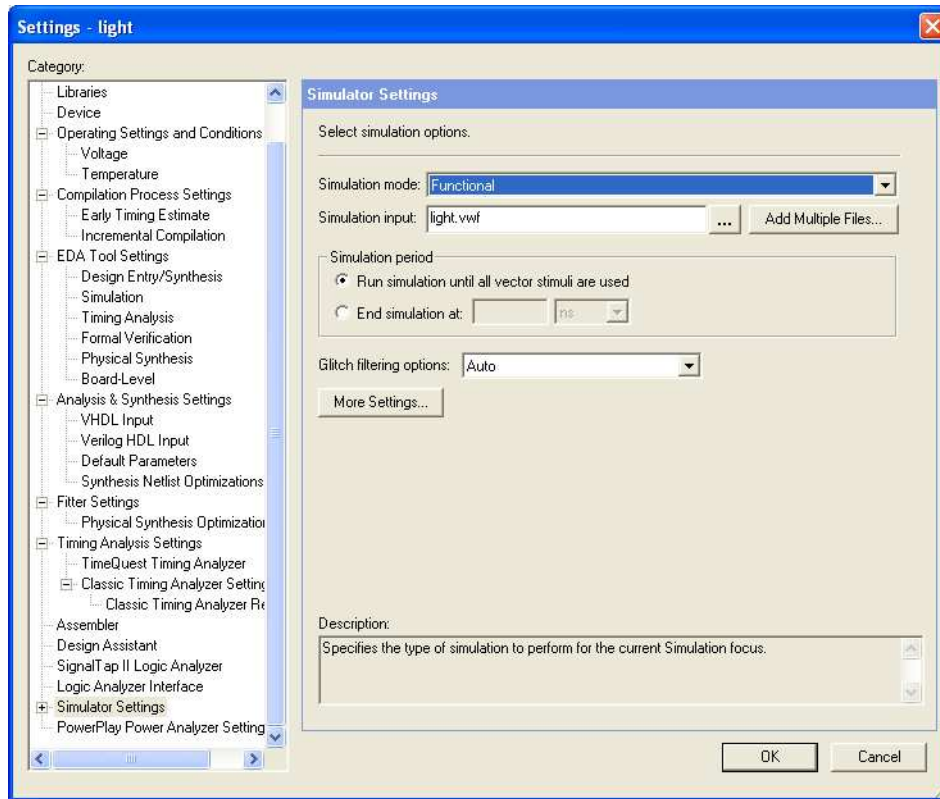 Settings - light
Category:
Libraries
Device
Operating Settings and Conditions
Voltage
Temperature
Compilation Process Settings
Early Timing Estimate
Incremental Compilation
EDA Tool Settings
Design Entry/Synthesis
Simulation
Timing Analysis
Formal Verification
Physical Synthesis
Board-Level
Analysis & Synthesis Settings
VHDL Input
Verilog HDL Input
Default Parameters
Synthesis Netlist Optimizations
Fitter Settings
Physical Synthesis Optimization
Timing Analysis Settings
TimeQuest Timing Analyzer
Classic Timing Analyzer Setting
Classic Timing Analyzer Re
Assembler
Design Assistant
SignalTap II Logic Analyzer
Logic Analyzer Interface
Simulator Settings
PowerPlay Power Analyzer Setting
Simulator Settings
Select simulation options.
Simulation mode: Functional
Simulation input: light.vwf ... Add Multiple Files...
Simulation period
Run simulation until all vector stimuli are used
End simulation at: ns
Glitch filtering options: Auto
More Settings...
Description:
Specifies the type of simulation to perform for the current Simulation focus.
OK Cancel